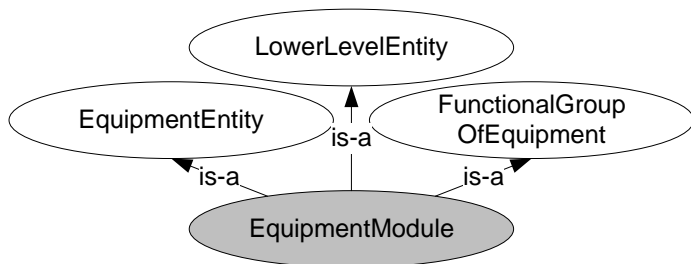 LowerLevelEntity
EquipmentEntity
FunctionalGroup
OfEquipment
is-a
is-a
is-a
EquipmentModule